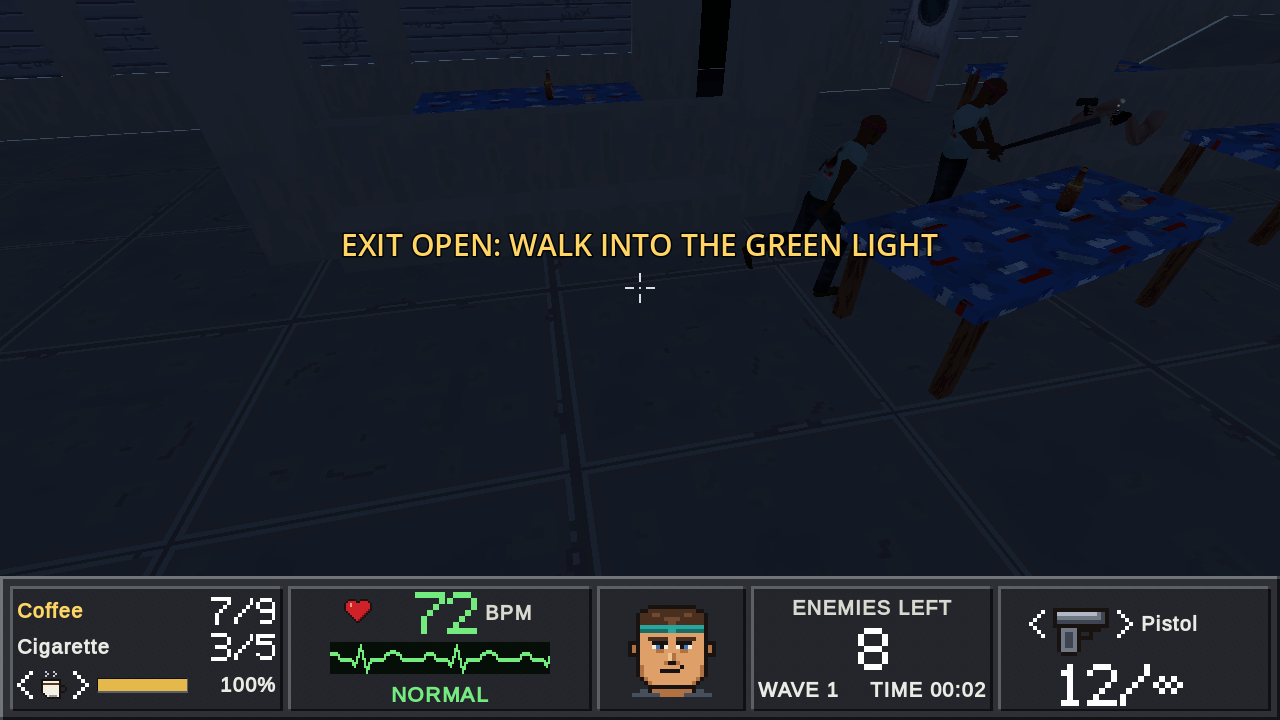 EXIT OPEN: WALK INTO THE GREEN LIGHT
Coffee 7/9
Cigarette 3/5
100%
72 BPM
NORMAL
ENEMIES LEFT
8
WAVE 1 TIME 00:02
Pistol
12/∞